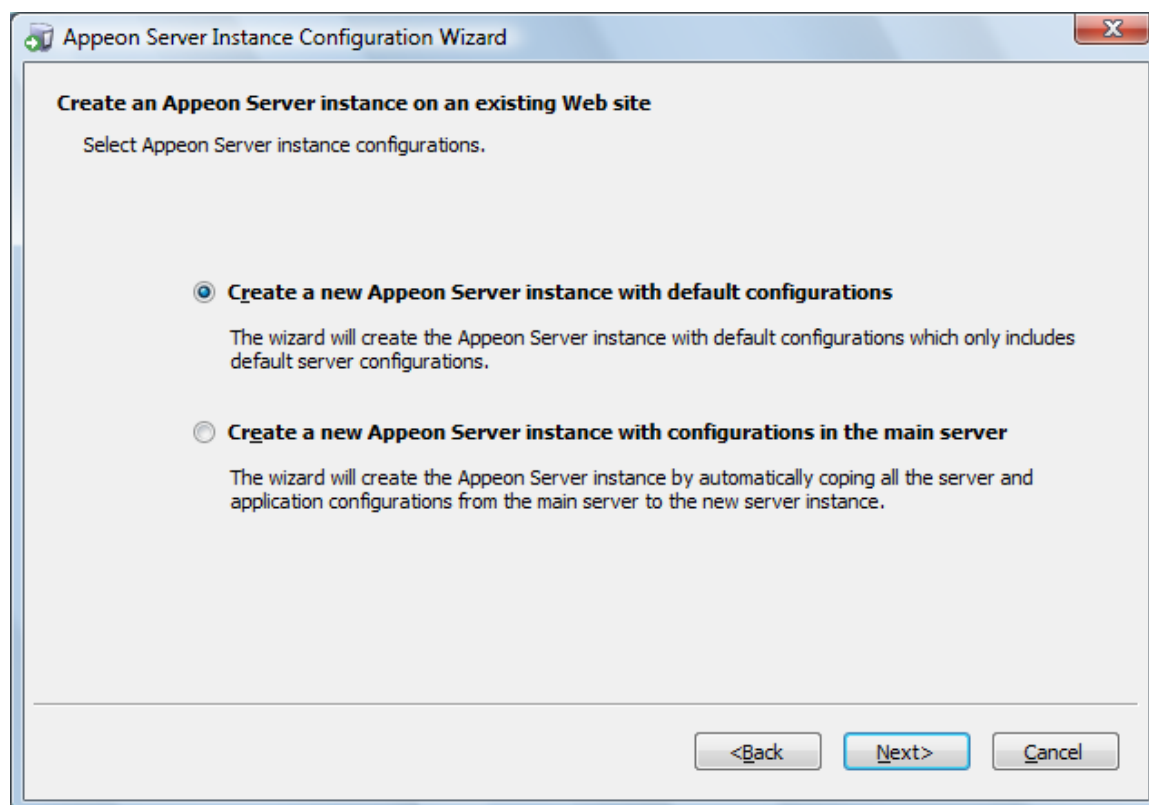 Appeon Server Instance Configuration Wizard
Create an Appeon Server instance on an existing Web site
Select Appeon Server instance configurations.
Create a new Appeon Server instance with default configurations
The wizard will create the Appeon Server instance with default configurations which only includes
default server configurations.
Create a new Appeon Server instance with configurations in the main server
The wizard will create the Appeon Server instance by automatically coping all the server and
application configurations from the main server to the new server instance.
<Back Next> Cancel